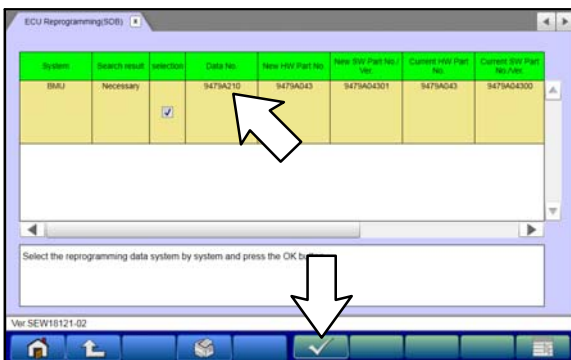 ECU Reprogramming(SOB)
System Search result selection Data No. New HW Part No. New SW Part No./Ver. Current HW Part No. Current SW Part No./Ver.
BMU Necessary 9479A210 9479A043 9479A04301 9479A043 9479A04300
Select the reprogramming data system by system and press the OK
Ver.SEW18121-02